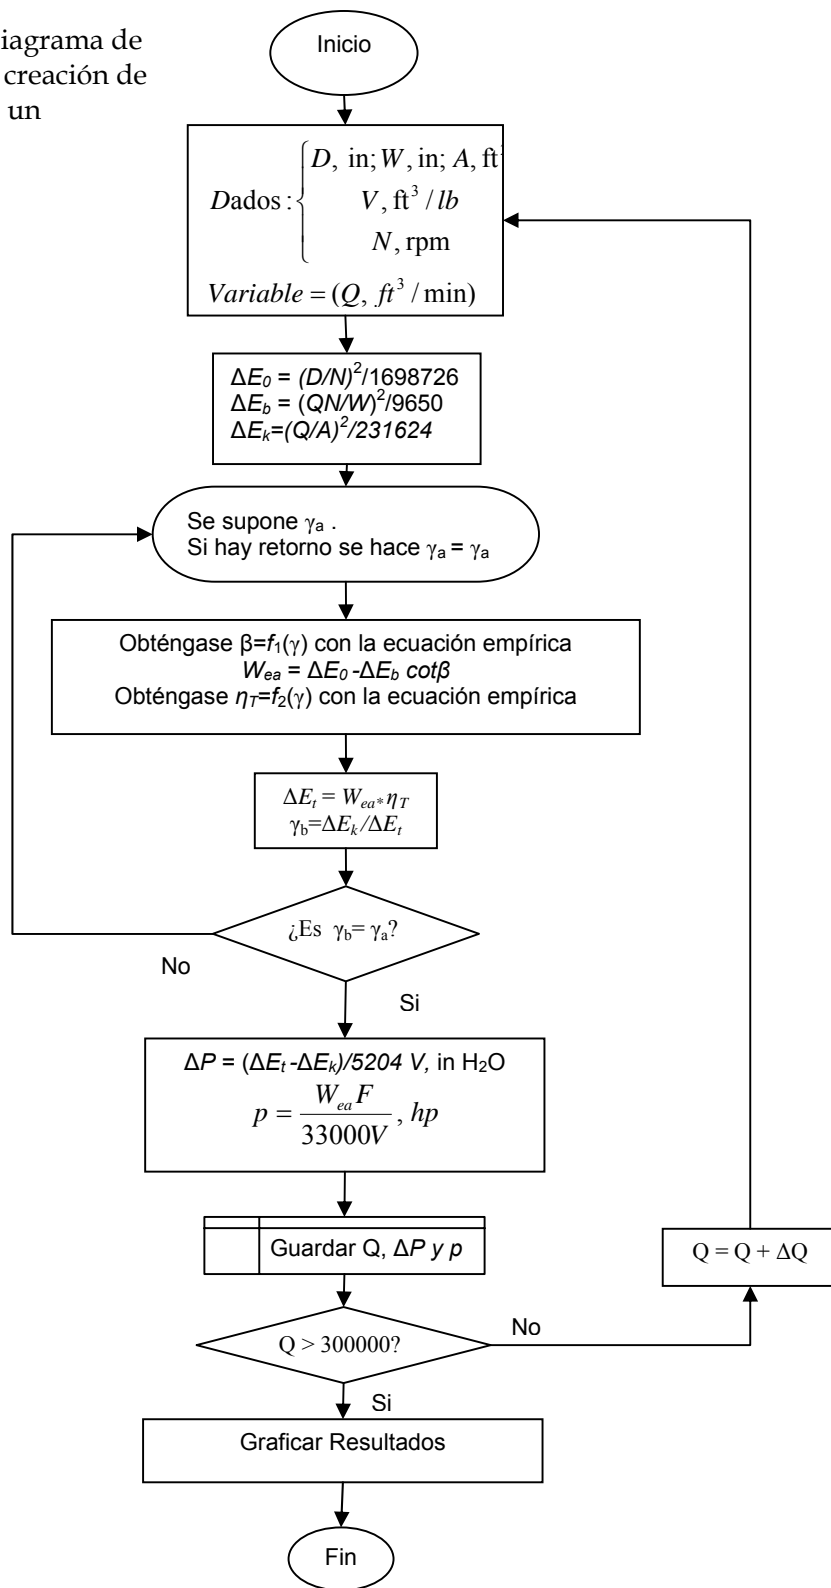 iagrama de
creación de
un
Inicio
Dados : { D, in; W, in; A, ft
V, ft³ / lb
N, rpm
Variable = (Q, ft³ / min)
ΔE₀ = (D/N)²/1698726
ΔE_b = (QN/W)²/9650
ΔE_k=(Q/A)²/231624
Se supone γₐ .
Si hay retorno se hace γₐ = γₐ
Obténgase β=f₁(γ) con la ecuación empírica
W_ea = ΔE₀ -ΔE_b cotβ
Obténgase η_T=f₂(γ) con la ecuación empírica
ΔE_t = W_ea* η_T
γ_b=ΔE_k/ΔE_t
¿Es γ_b= γₐ?
No
Si
ΔP = (ΔE_t -ΔE_k)/5204 V, in H₂O
p = W_ea F / 33000V , hp
Guardar Q, ΔP y p
Q = Q + ΔQ
Q > 300000?
No
Si
Graficar Resultados
Fin